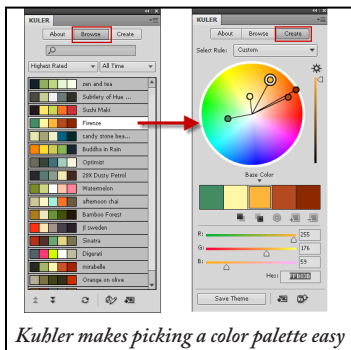 KULER
About Browse Create
Highest Rated All Time
zen and tea
Subtlety of Hue ...
Sushi Maki
Firenze
sandy stone bea...
Buddha in Rain
Optimist
28X Dusty Petrol
Watermelon
afternoon chai
Bamboo Forest
jl sweden
Sinatra
Digerati
mirabelle
Orange on olive
KULER
About Browse Create
Select Rule: Custom
Base Color
R: 255
G: 176
B: 59
Hex:
Save Theme
Kuhler makes picking a color palette easy